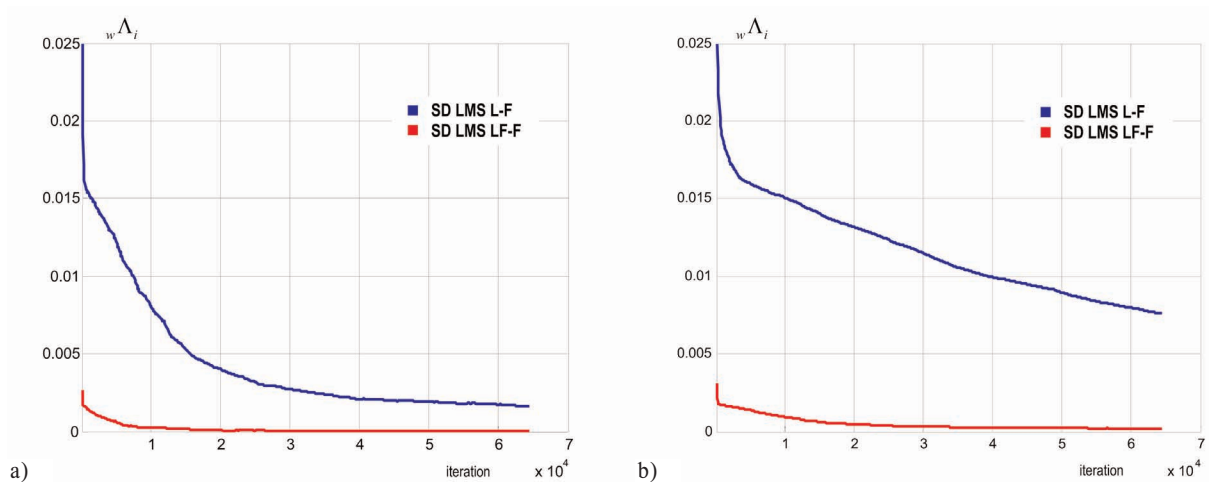 wΛi
0.025
0.02
0.015
0.01
0.005
0
1 2 3 4 5 6 7
iteration x 10^4
SD LMS L-F
SD LMS LF-F
a)
wΛi
0.025
0.02
0.015
0.01
0.005
0
1 2 3 4 5 6 7
iteration x 10^4
SD LMS L-F
SD LMS LF-F
b)